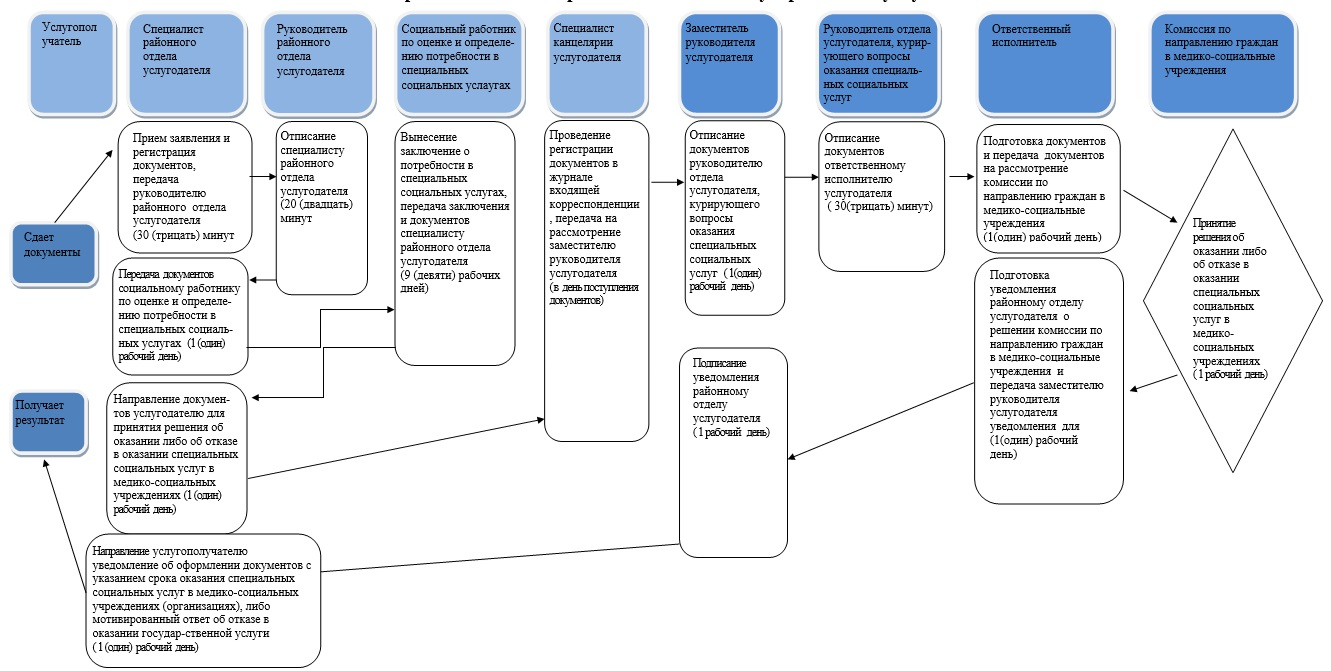 Услугопол
учатель
Специалист
районного
отдела
услугодателя
Руководитель
районного
отдела
услугодателя
Социальный работник
по оценке и определе-
нию потребности в
специальных
социальных услаугах
Специалист
канцелярии
услугодателя
Заместитель
руководителя
услугодателя
Руководитель отдела
услугодателя, курир-
ующего вопросы
оказания специаль-
ных социальных
услуг
Ответственный
исполнитель
Комиссия по
направлению граждан
в медико-социальные
учреждения
Сдает
документы
Прием заявления и
регистрация
документов,
передача
руководителю
районного отдела
услугодателя
(30 (трицать) минут
Отписание
специалисту
районного
отдела
услугодателя
(20 (двадцать)
минут
Передача документов
социальному работнику
по оценке и определе-
нию потребности в
специальных социаль-
ных услугах (1 (один)
рабочий день)
Вынесение
заключение о
потребности в
специальных
социальных услугах,
передача заключения
и документов
специалисту
районного отдела
услугодателя
(9 (девяти) рабочих
дней)
Направление докумен-
тов услугодателю для
принятия решения об
оказании либо об отказе
в оказании специальных
социальных услуг в
медико-социальных
учреждениях (1 (один)
рабочий день)
Проведение
регистрации
документов в
журнале
входящей
корреспонденции
, передача на
рассмотрение
заместителю
руководителя
услугодателя
(в день поступления
документов)
Отписание
документов
руководителю
отдела
услугодателя,
курирующего
вопросы
оказания
специальных
социальных
услуг (1(один)
рабочий день)
Отписание
документов
ответственному
исполнителю
услугодателя
( 30(трицать) минут)
Подготовка документов
и передача документов
на рассмотрение
комиссии по
направлению граждан в
медико-социальные
учреждения
(1(один) рабочий день)
Принятие
решения об
оказании либо
об отказе в
оказании
специальных
социальных
услуг в
медико-
социальных
учреждениях
(1 рабочий день)
Подготовка
уведомления
районному отделу
услугодателя о
решении комиссии по
направлению граждан
в медико-социальные
учреждения и
передача заместителю
руководителя
услугодателя
уведомления для
(1(один) рабочий
день)
Подписание
уведомления
районному
отделу
услугодателя
(1 рабочий день)
Направление услугополучателю
уведомление об оформлении документов с
указанием срока оказания специальных
социальных услуг в медико-социальных
учреждениях (организациях), либо
мотивированный ответ об отказе в
оказании государ-ственной услуги
(1 (один) рабочий день)
Получает
результат